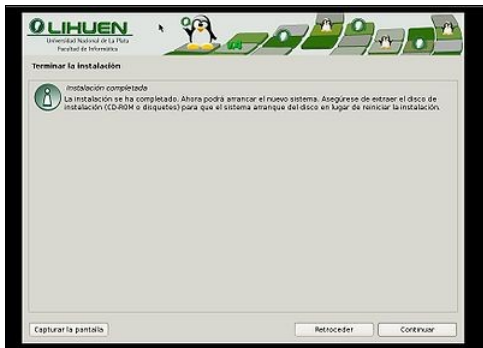 LIHUEN
Universidad Nacional de La Plata
Facultad de Informática
Terminar la instalación
Instalación completada
La instalación se ha completado. Ahora podrá arrancar el nuevo sistema. Asegúrese de extraer el disco de
instalación (CD-ROM o disquetes) para que el sistema arranque del disco en lugar de reiniciar la instalación.
Capturar la pantalla
Retroceder
Continuar